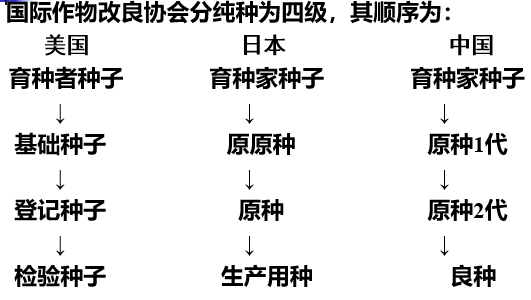 国际作物改良协会分纯种为四级，其顺序为：
美国 日本 中国
育种者种子 育种家种子 育种家种子
↓ ↓ ↓
基础种子 原原种 原种1代
↓ ↓ ↓
登记种子 原种 原种2代
↓ ↓ ↓
检验种子 生产用种 良种